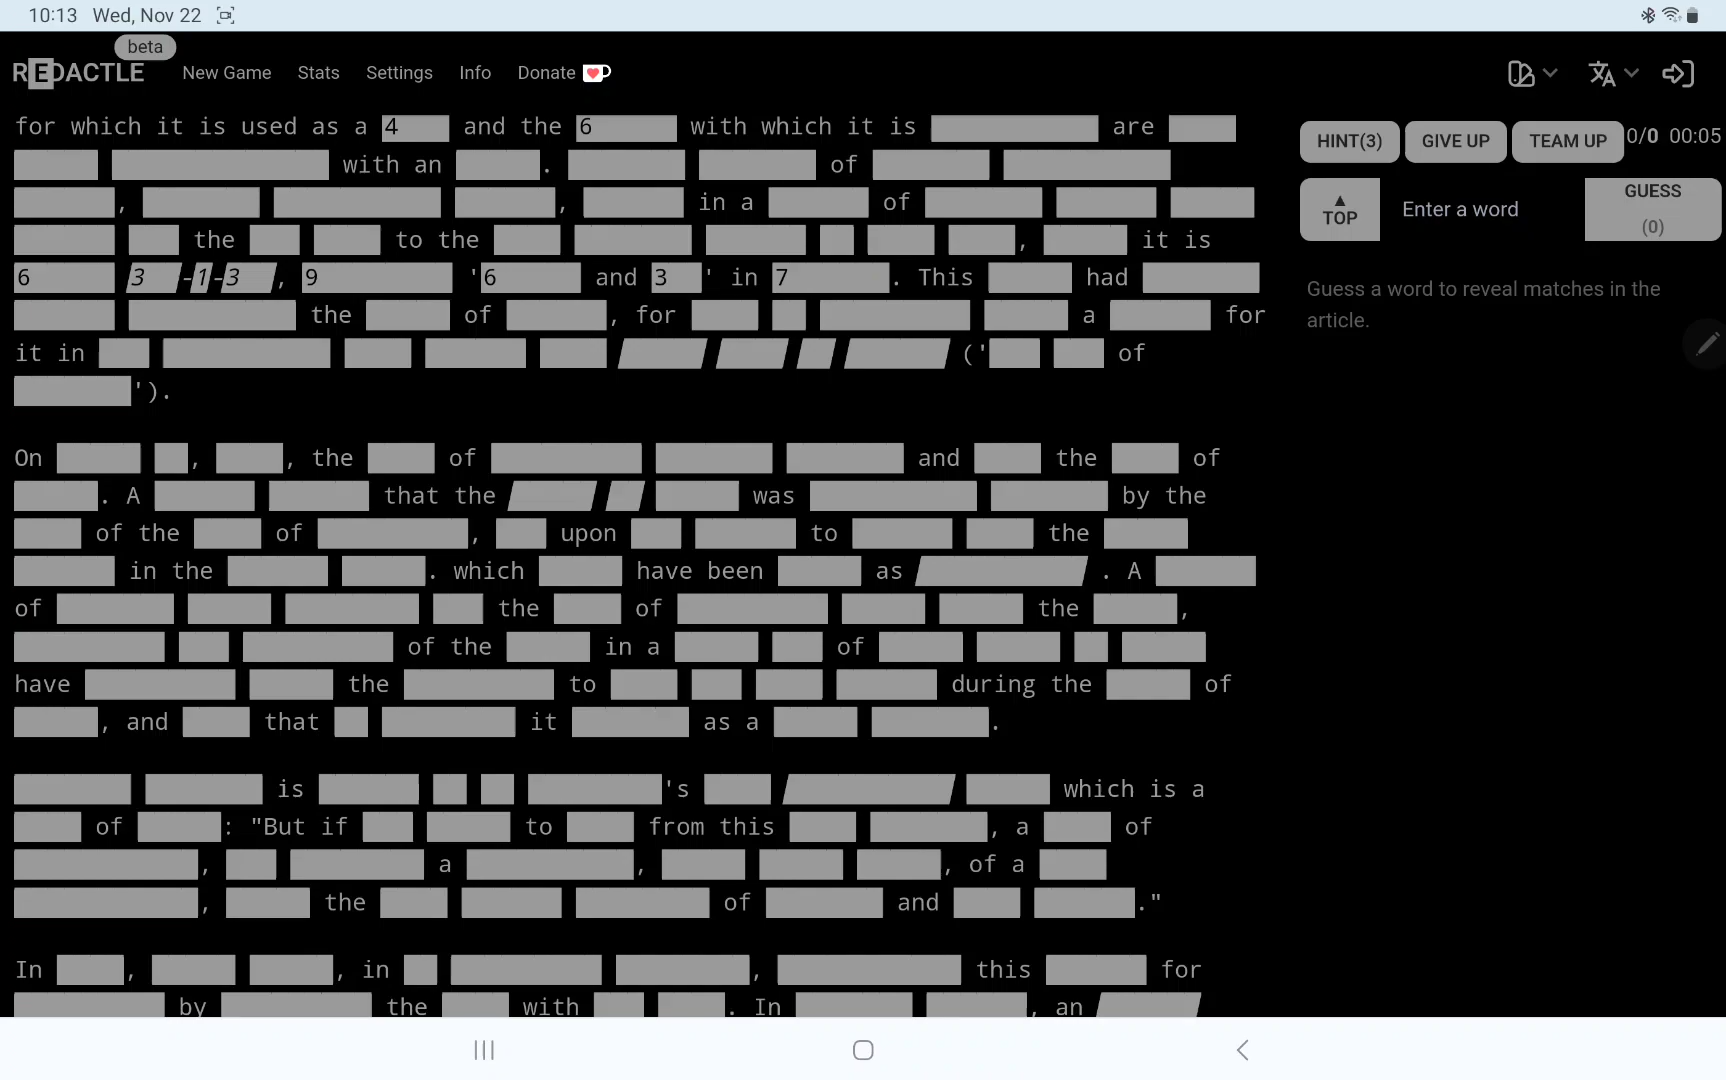 10:13 Wed, Nov 22
beta
REDACTLE New Game Stats Settings Info Donate
for which it is used as a 4 and the 6 with which it is are
with an . of
, , in a of
the to the , it is
6 3-1-3, 9 '6 and 3' in 7 . This had
the of , for a for
it in (' of
').
On , , the of and the of
. A that the was by the
of the of , upon to the
in the . which have been as . A
of the of the ,
of the in a of
have the to during the of
, and that it as a .
is 's which is a
of : "But if to from this , a of
, a , , of a
, the of and ."
In , , in , this for
by the with . In , an
HINT(3) GIVE UP TEAM UP 0/0 00:05
▲ TOP Enter a word GUESS (0)
Guess a word to reveal matches in the
article.